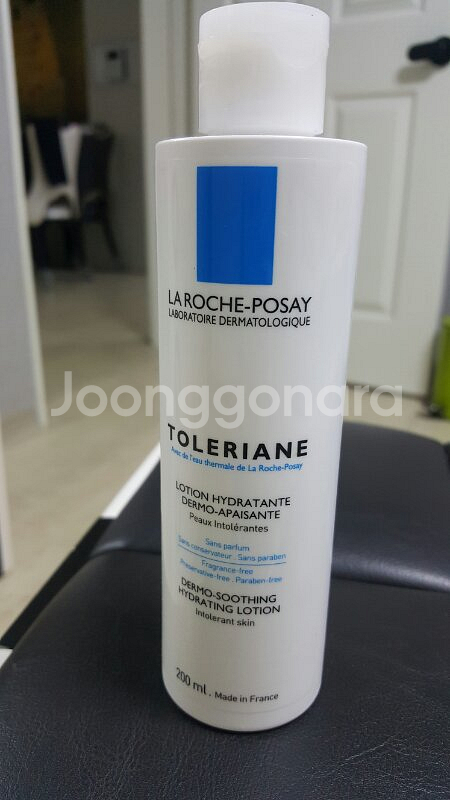 LA ROCHE-POSAY
LABORATOIRE DERMATOLOGIQUE
Joonggonara
TOLERIANE
Avec de l'eau thermale de La Roche-Posay
LOTION HYDRATANTE
DERMO-APAISANTE
Peaux Intolérantes
Sans parfum
Sans conservateur . Sans paraben
Fragrance-free
Preservative-free . Paraben-free
DERMO-SOOTHING
HYDRATING LOTION
Intolerant skin
200 ml . Made in France